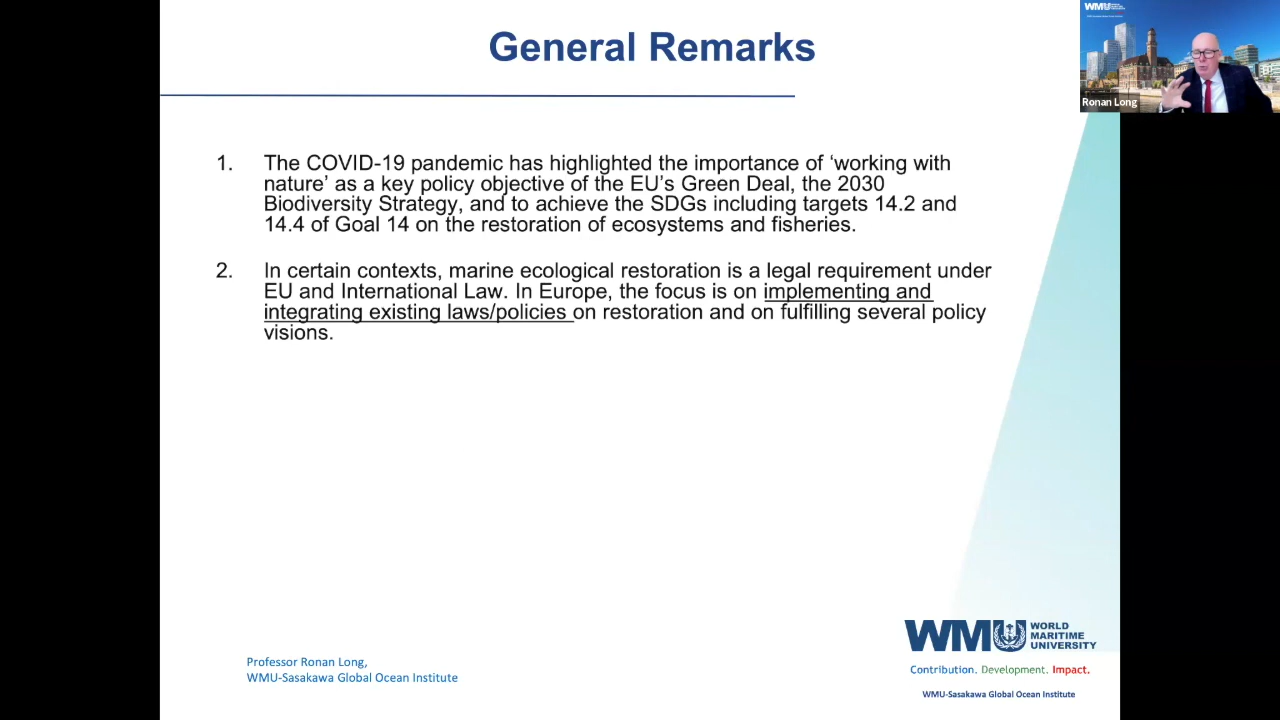 General Remarks
WMU
Ronan Long
1. The COVID-19 pandemic has highlighted the importance of ‘working with
nature’ as a key policy objective of the EU’s Green Deal, the 2030
Biodiversity Strategy, and to achieve the SDGs including targets 14.2 and
14.4 of Goal 14 on the restoration of ecosystems and fisheries.
2. In certain contexts, marine ecological restoration is a legal requirement under
EU and International Law. In Europe, the focus is on implementing and
integrating existing laws/policies on restoration and on fulfilling several policy
visions.
Professor Ronan Long,
WMU-Sasakawa Global Ocean Institute
WMU WORLD
MARITIME
UNIVERSITY
Contribution. Development. Impact.
WMU-Sasakawa Global Ocean Institute